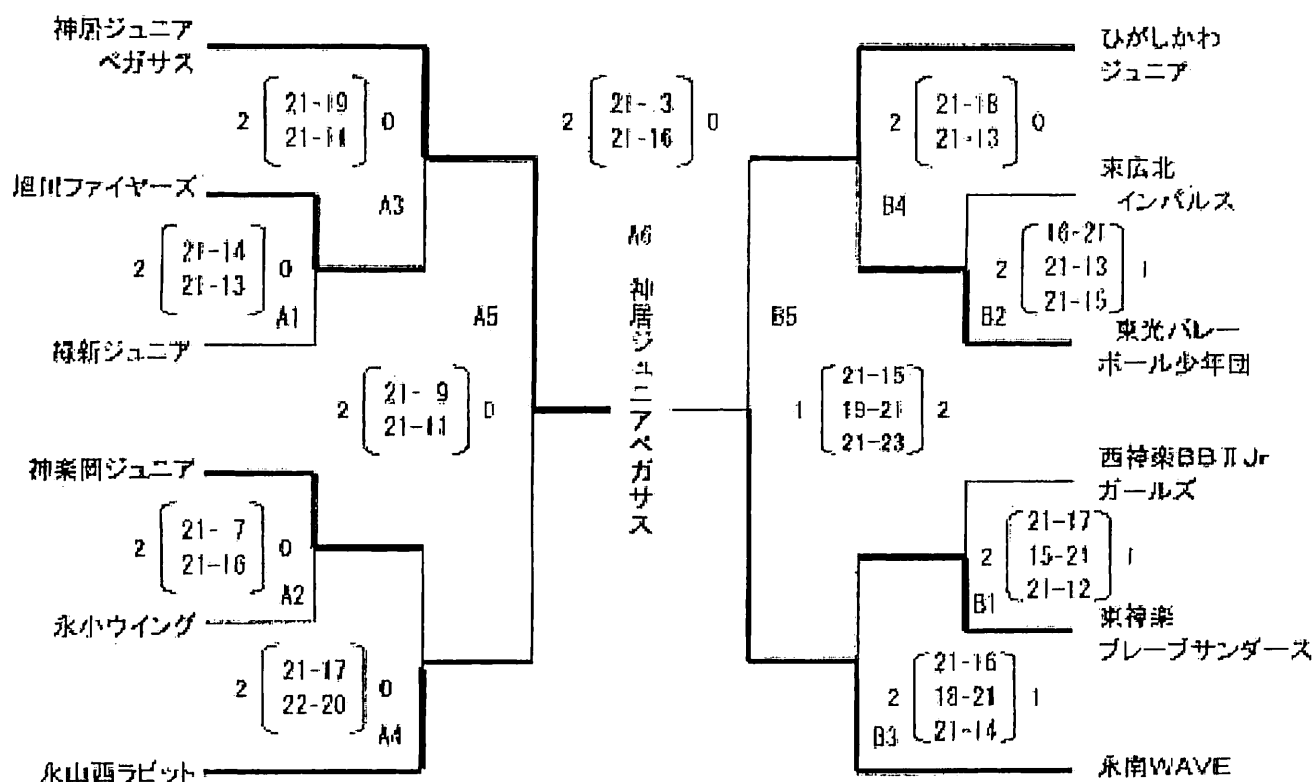 神居ジュニア
ペガサス
2 21-19 0
21-14
A3
旭川ファイヤーズ
2 21-14 0
21-13
A1
緑新ジュニア
A5
2 21- 9 0
21-11
神楽岡ジュニア
2 21- 7 0
21-16
A2
永小ウイング
2 21-17 0
22-20
A4
永山西ラビット
2 21-13 0
21-16
A6
神居ジュニアペガサス
ひがしかわ
ジュニア
2 21-18 0
21-13
B4
東広北
インパルス
2 16-21 1
21-13
21-15
B2
東光バレー
ボール少年団
B5
1 21-15 2
19-21
21-23
西神楽BBⅡJr
ガールズ
2 21-17 1
15-21
21-12
B1
東神楽
ブレーブサンダース
2 21-16 1
18-21
21-14
B3
永南WAVE